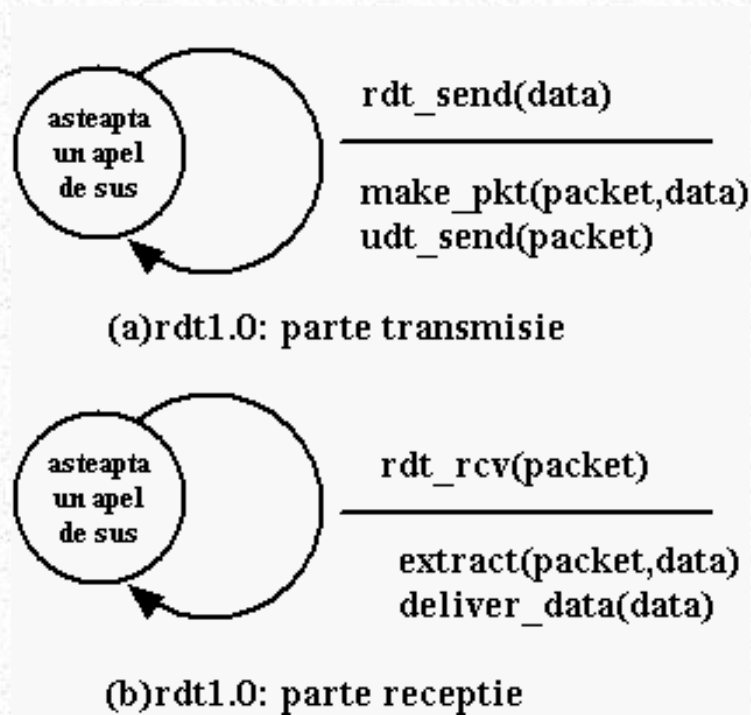 asteapta
un apel
de sus
rdt_send(data)
make_pkt(packet,data)
udt_send(packet)
(a)rdt1.0: parte transmisie
asteapta
un apel
de sus
rdt_rcv(packet)
extract(packet,data)
deliver_data(data)
(b)rdt1.0: parte receptie